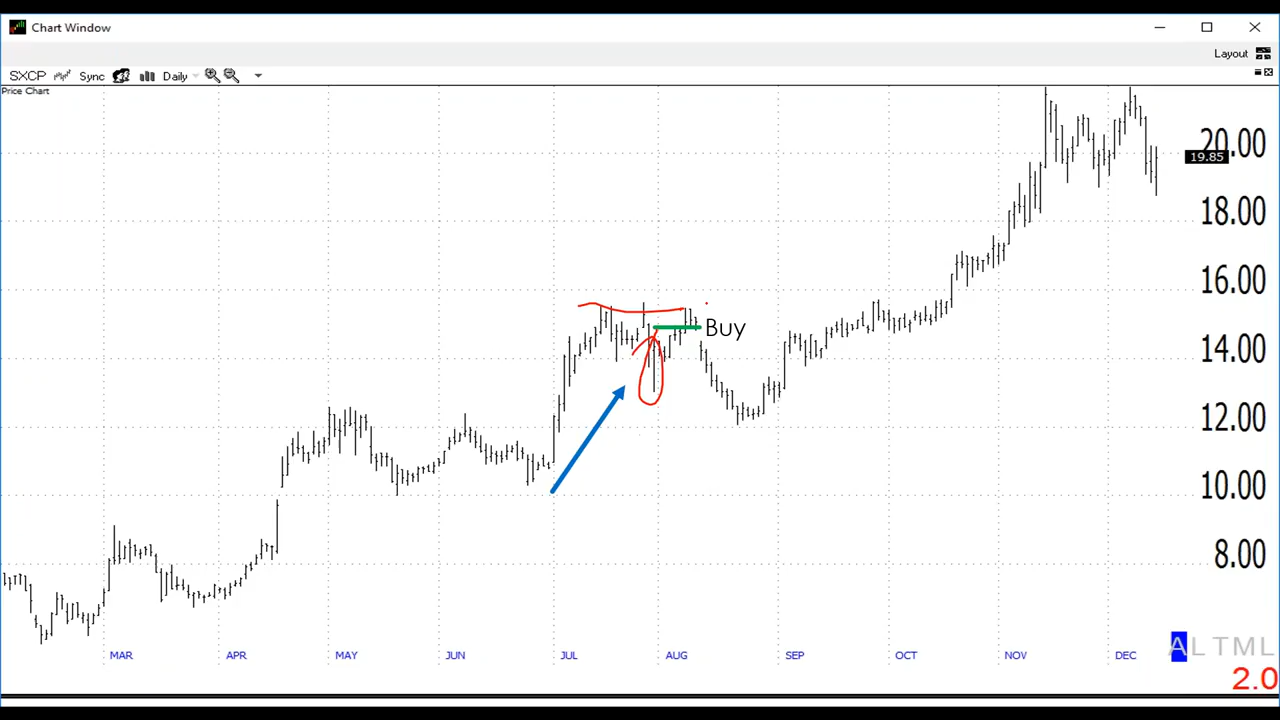 Chart Window
Layout
SXCP Sync Daily
Price Chart
20.00
19.85
18.00
16.00
Buy
14.00
12.00
10.00
8.00
MAR APR MAY JUN JUL AUG SEP OCT NOV DEC
ALTML
2.0